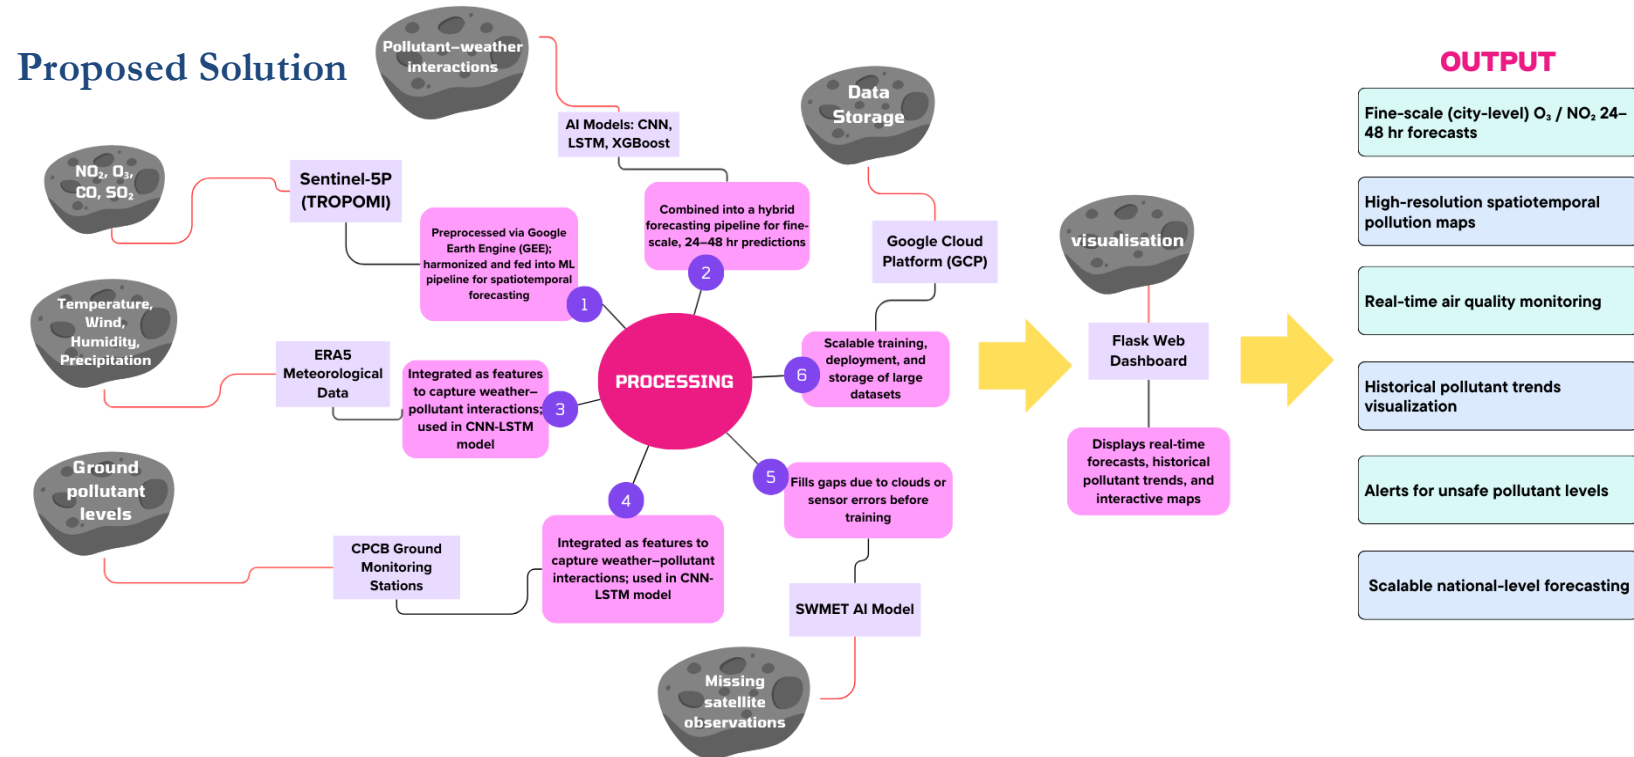 Proposed Solution
Pollutant–weather
interactions
AI Models: CNN,
LSTM, XGBoost
Combined into a hybrid
forecasting pipeline for fine-
scale, 24–48 hr predictions
2
NO₂, O₃,
CO, SO₂
Sentinel-5P
(TROPOMI)
Preprocessed via Google
Earth Engine (GEE);
harmonized and fed into ML
pipeline for spatiotemporal
forecasting
1
Temperature,
Wind,
Humidity,
Precipitation
ERA5
Meteorological
Data
Integrated as features
to capture weather–
pollutant interactions;
used in CNN-LSTM
model
3
PROCESSING
Ground
pollutant
levels
CPCB Ground
Monitoring
Stations
Integrated as features to
capture weather–pollutant
interactions; used in CNN-
LSTM model
4
Data
Storage
Google Cloud
Platform (GCP)
Scalable training,
deployment, and
storage of large
datasets
6
5
Fills gaps due to clouds or
sensor errors before
training
SWMET AI Model
Missing
satellite
observations
visualisation
Flask Web
Dashboard
Displays real-time
forecasts, historical
pollutant trends, and
interactive maps
OUTPUT
Fine-scale (city-level) O₃ / NO₂ 24–
48 hr forecasts
High-resolution spatiotemporal
pollution maps
Real-time air quality monitoring
Historical pollutant trends
visualization
Alerts for unsafe pollutant levels
Scalable national-level forecasting